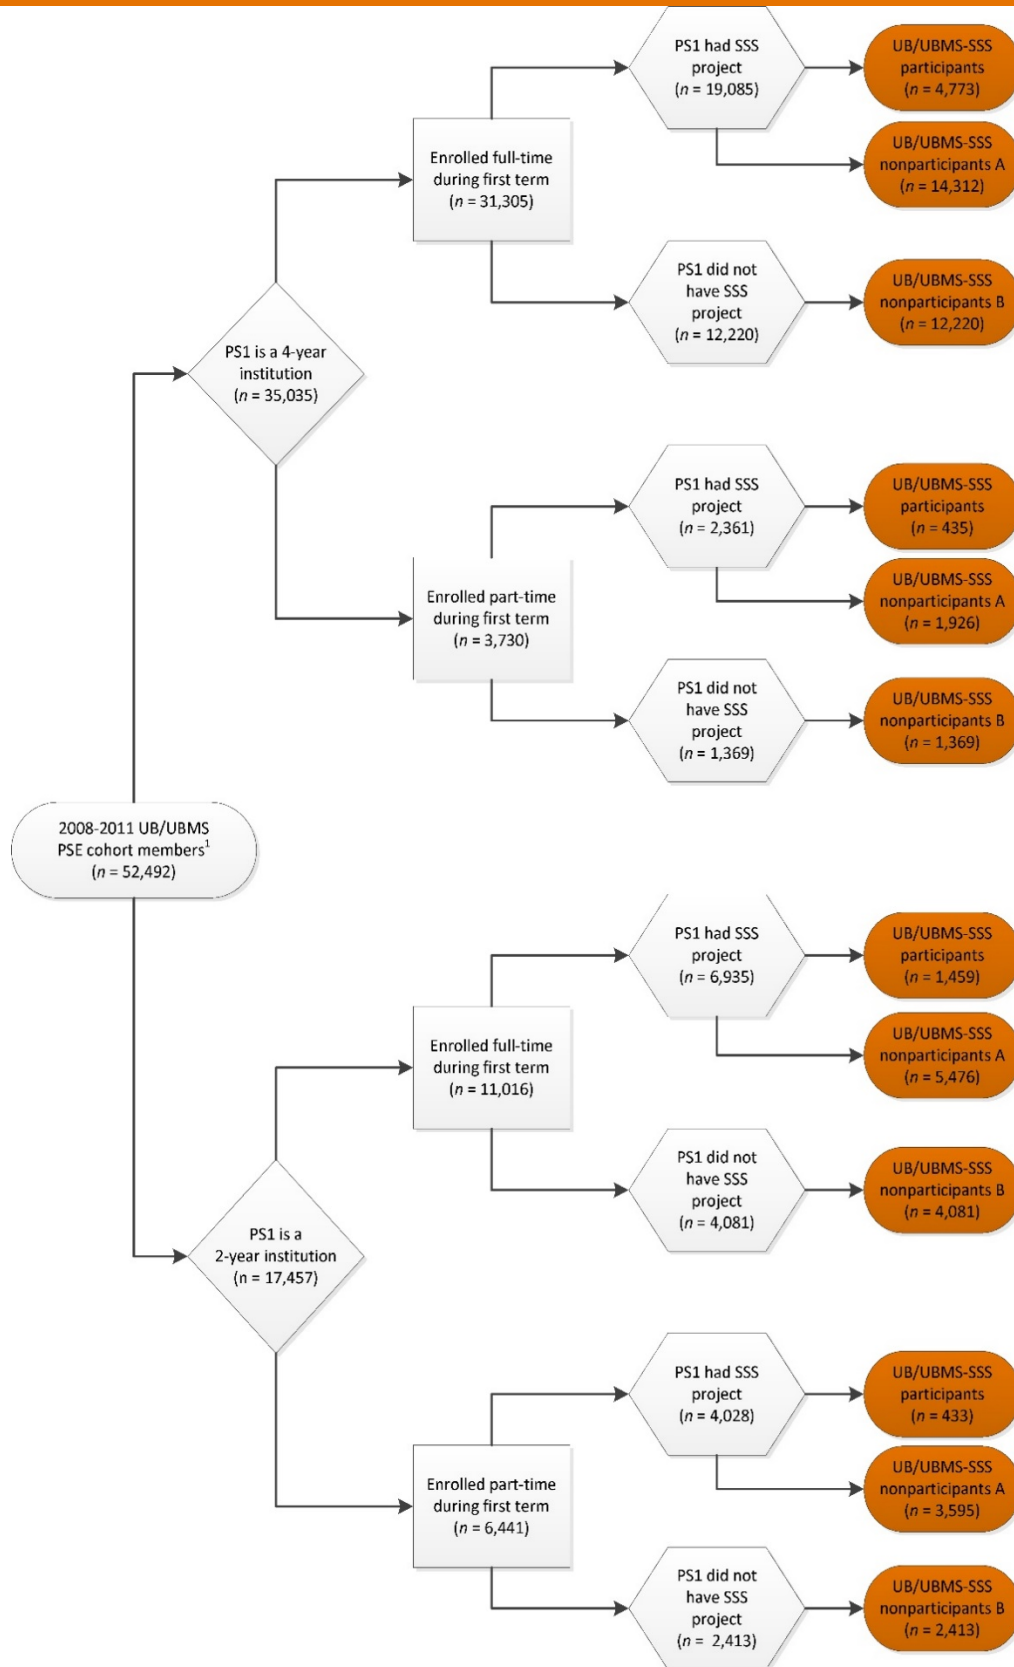 PS1 had SSS
project
(n = 19,085)
UB/UBMS-SSS
participants
(n = 4,773)
UB/UBMS-SSS
nonparticipants A
(n = 14,312)
Enrolled full-time
during first term
(n = 31,305)
PS1 did not
have SSS
project
(n = 12,220)
UB/UBMS-SSS
nonparticipants B
(n = 12,220)
PS1 is a 4-year
institution
(n = 35,035)
PS1 had SSS
project
(n = 2,361)
UB/UBMS-SSS
participants
(n = 435)
UB/UBMS-SSS
nonparticipants A
(n = 1,926)
Enrolled part-time
during first term
(n = 3,730)
PS1 did not
have SSS
project
(n = 1,369)
UB/UBMS-SSS
nonparticipants B
(n = 1,369)
2008-2011 UB/UBMS
PSE cohort members¹
(n = 52,492)
PS1 had SSS
project
(n = 6,935)
UB/UBMS-SSS
participants
(n = 1,459)
UB/UBMS-SSS
nonparticipants A
(n = 5,476)
Enrolled full-time
during first term
(n = 11,016)
PS1 did not
have SSS
project
(n = 4,081)
UB/UBMS-SSS
nonparticipants B
(n = 4,081)
PS1 is a
2-year institution
(n = 17,457)
PS1 had SSS
project
(n = 4,028)
UB/UBMS-SSS
participants
(n = 433)
UB/UBMS-SSS
nonparticipants A
(n = 3,595)
Enrolled part-time
during first term
(n = 6,441)
PS1 did not
have SSS
project
(n = 2,413)
UB/UBMS-SSS
nonparticipants B
(n = 2,413)